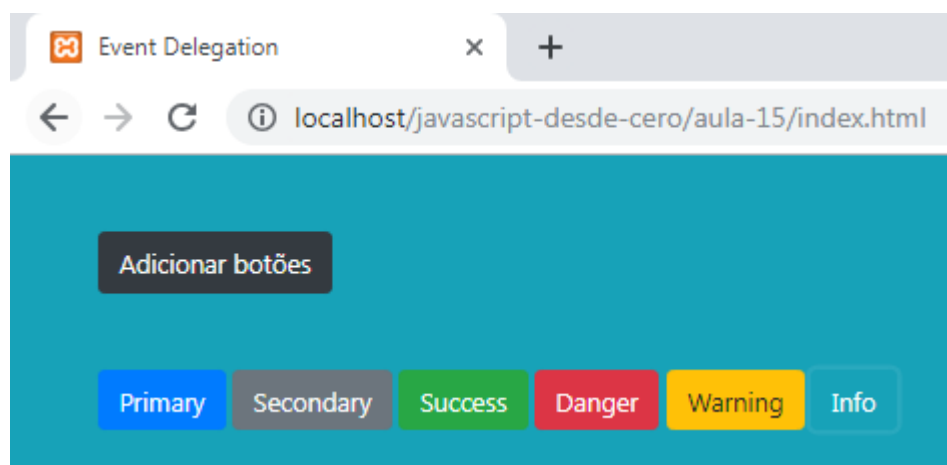 Event Delegation
localhost/javascript-desde-cero/aula-15/index.html
Adicionar botões
Primary Secondary Success Danger Warning Info